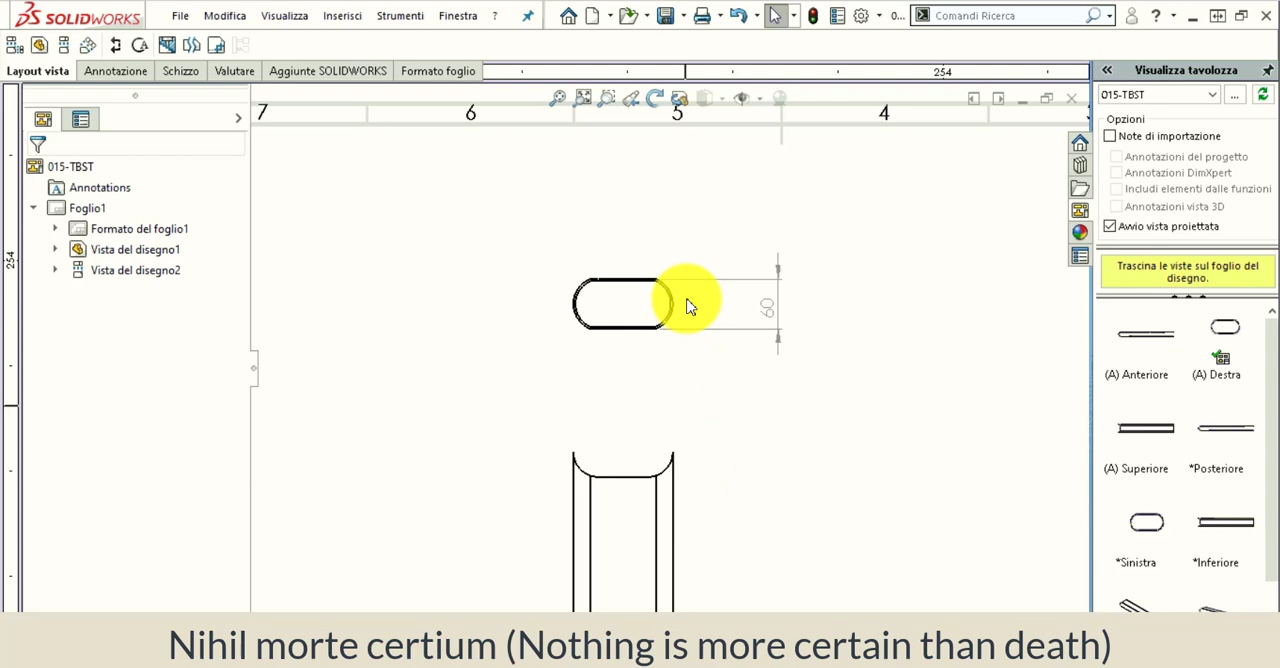 SOLIDWORKS File Modifica Visualizza Inserisci Strumenti Finestra ? 0... Comandi Ricerca ?
Layout vista Annotazione Schizzo Valutare Aggiunte SOLIDWORKS Formato foglio 254 Visualizza tavolozza
7 6 5 4
015-TBST ...
Opzioni
Note di importazione
Annotazioni del progetto
Annotazioni DimXpert
Includi elementi dalle funzioni
Annotazioni vista 3D
Avvio vista proiettata
Trascina le viste sul foglio del
disegno.
(A) Anteriore (A) Destra
(A) Superiore *Posteriore
*Sinistra *Inferiore
015-TBST
Annotations
Foglio1
Formato del foglio1
Vista del disegno1
Vista del disegno2
254
60
Nihil morte certium (Nothing is more certain than death)